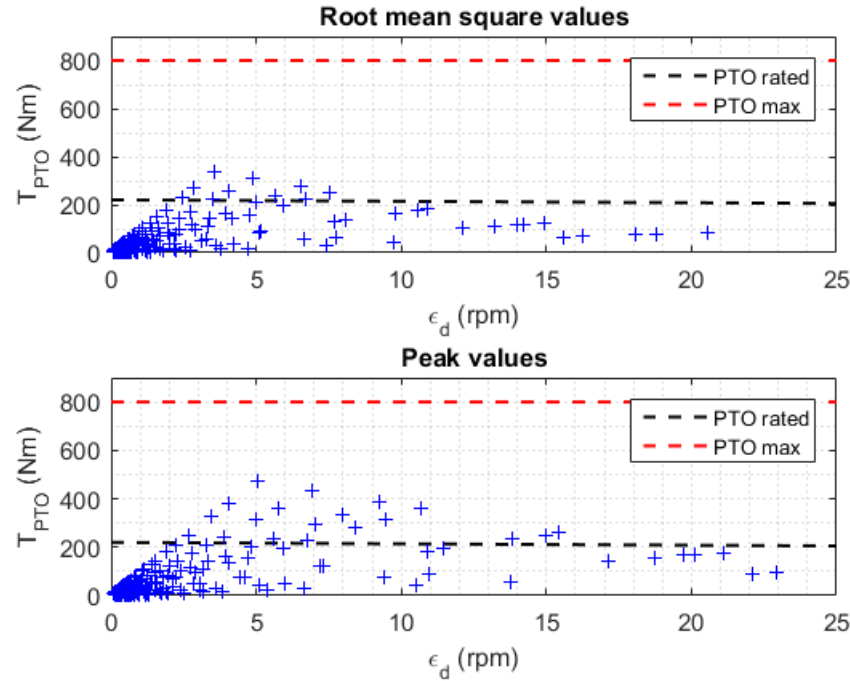 Root mean square values
T_PTO (Nm)
800
600
400
200
0
PTO rated
PTO max
0 5 10 15 20 25
ϵ_d (rpm)
Peak values
T_PTO (Nm)
800
600
400
200
0
PTO rated
PTO max
0 5 10 15 20 25
ϵ_d (rpm)